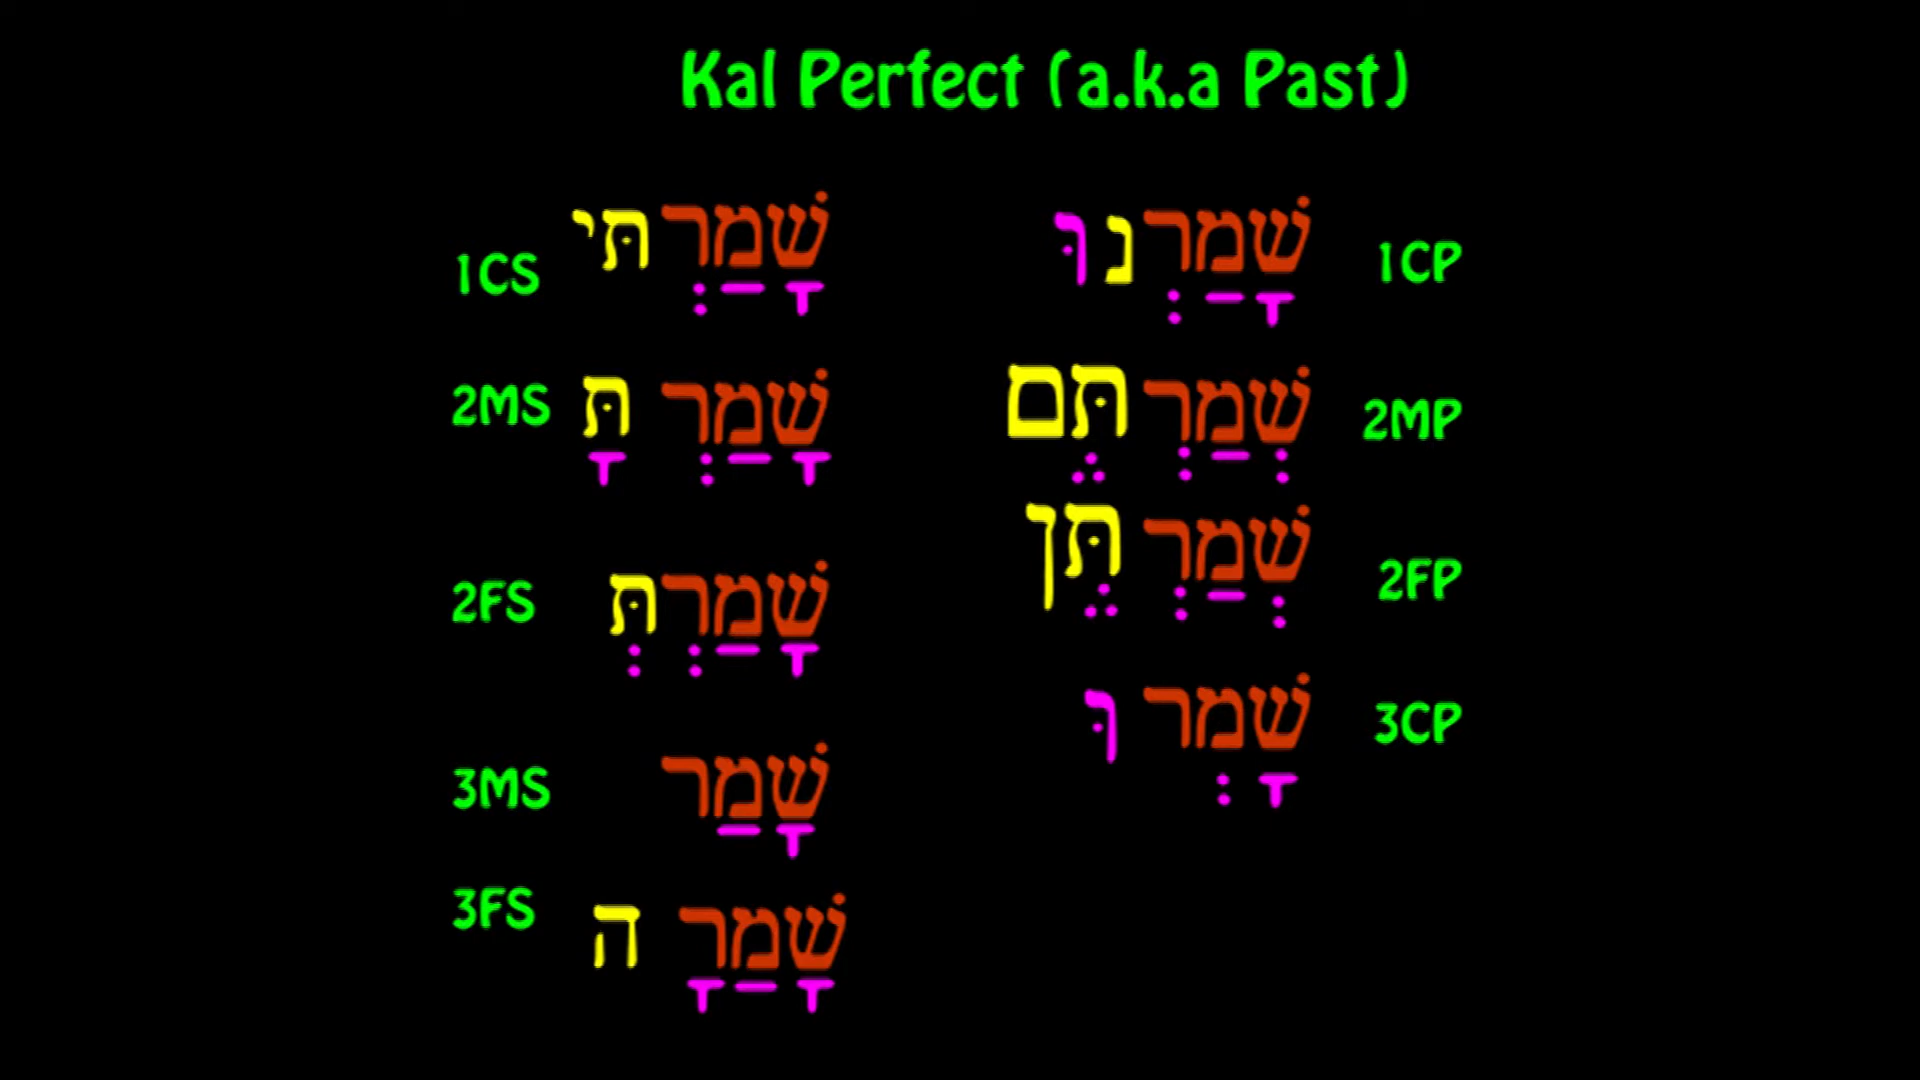 Kal Perfect (a.k.a Past)
1CS שָׁמַרְתִּי
2MS שָׁמַרְתָּ
2FS שָׁמַרְתְּ
3MS שָׁמַר
3FS שָׁמַרָה
שָׁמַרְנוּ 1CP
שְׁמַרְתֶּם 2MP
שְׁמַרְתֶּן 2FP
שָׁמְרוּ 3CP